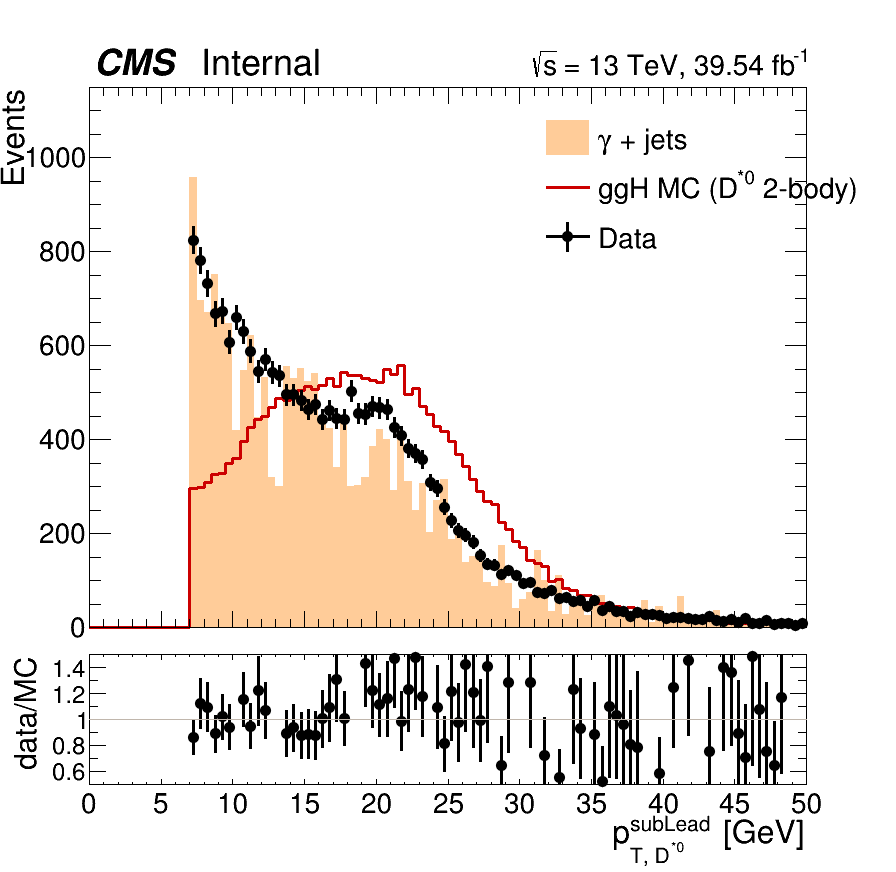 CMS Internal √s = 13 TeV, 39.54 fb⁻¹
Events
γ + jets
ggH MC (D*⁰ 2-body)
Data
1000
800
600
400
200
0
data/MC
1.4
1.2
1
0.8
0.6
0 5 10 15 20 25 30 35 40 45 50
p^subLead_T, D*⁰ [GeV]